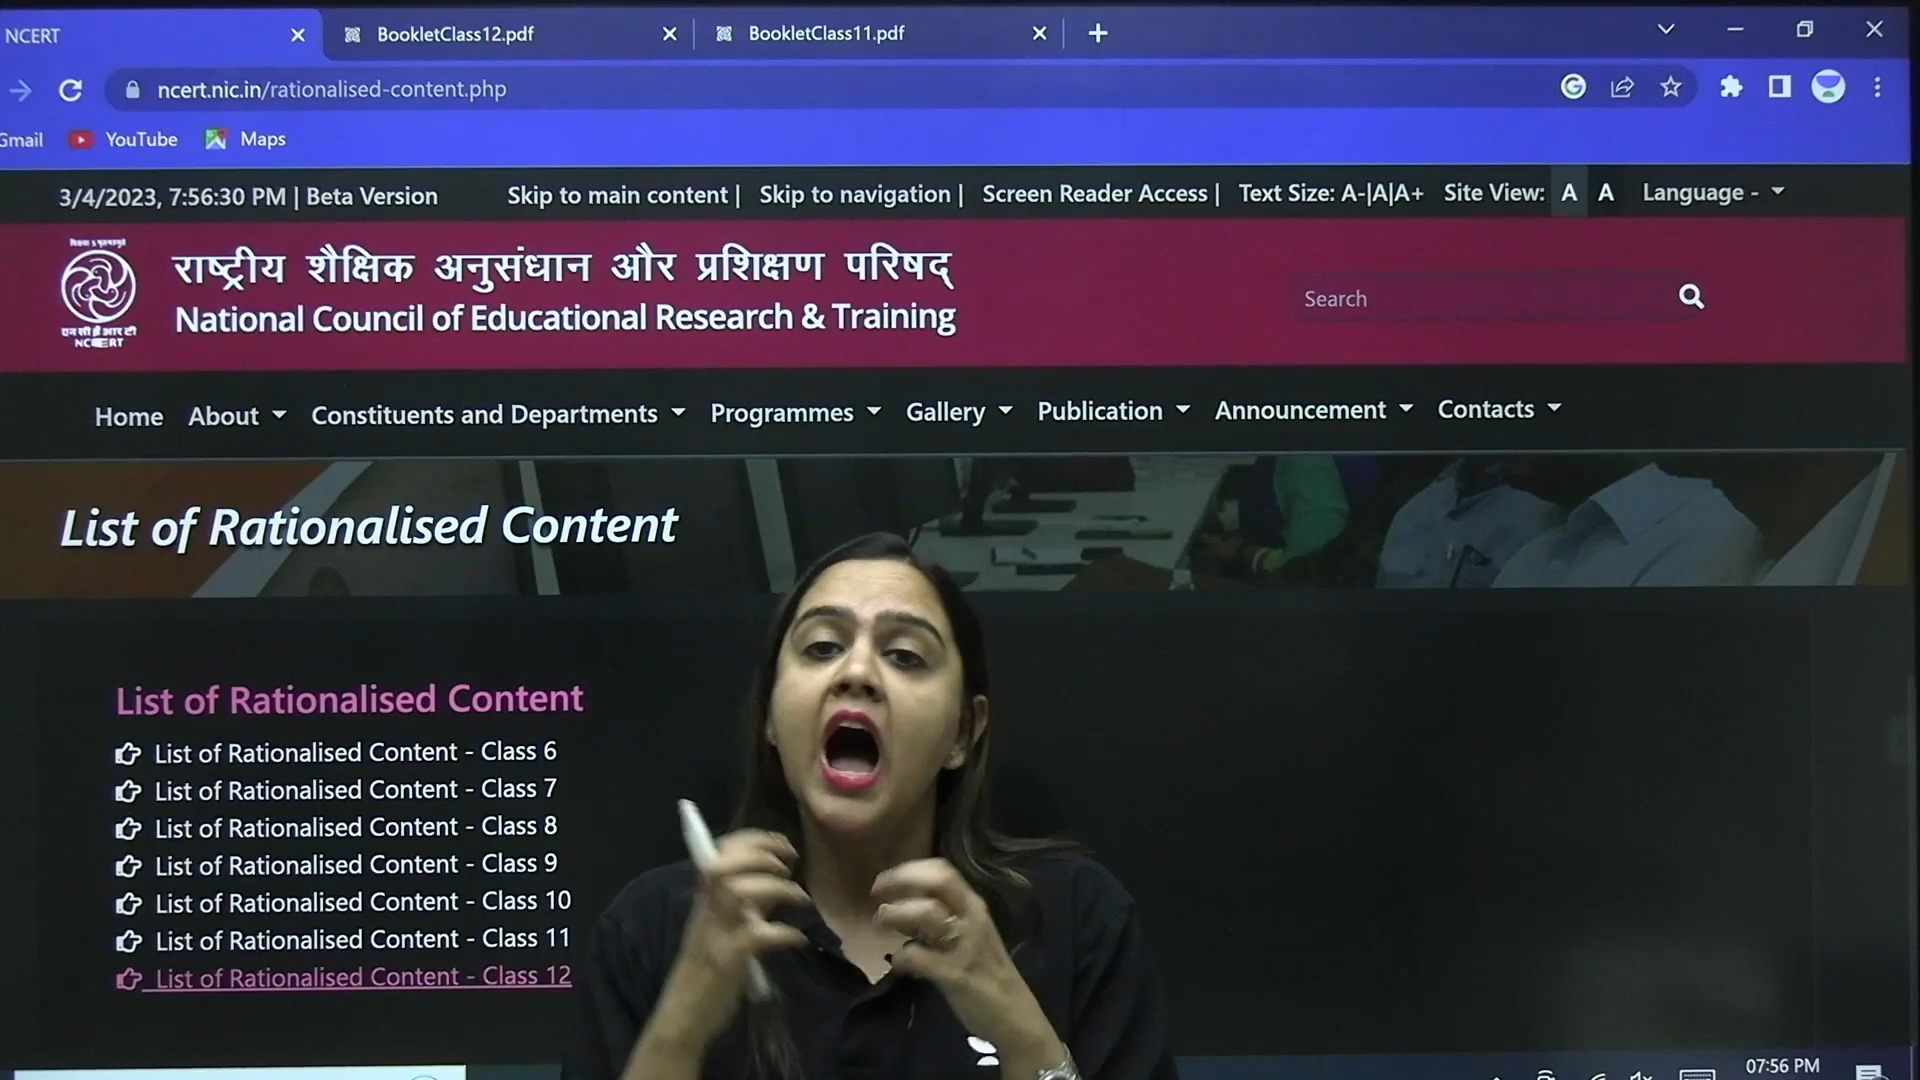 NCERT
BookletClass12.pdf
BookletClass11.pdf
ncert.nic.in/rationalised-content.php
Gmail
YouTube
Maps
3/4/2023, 7:56:30 PM | Beta Version
Skip to main content |
Skip to navigation |
Screen Reader Access |
Text Size: A-|A|A+
Site View: A A
Language -
राष्ट्रीय शैक्षिक अनुसंधान और प्रशिक्षण परिषद्
National Council of Educational Research & Training
एन सी ई आर टी
NCERT
Search
Home
About
Constituents and Departments
Programmes
Gallery
Publication
Announcement
Contacts
List of Rationalised Content
List of Rationalised Content
List of Rationalised Content - Class 6
List of Rationalised Content - Class 7
List of Rationalised Content - Class 8
List of Rationalised Content - Class 9
List of Rationalised Content - Class 10
List of Rationalised Content - Class 11
List of Rationalised Content - Class 12
07:56 PM